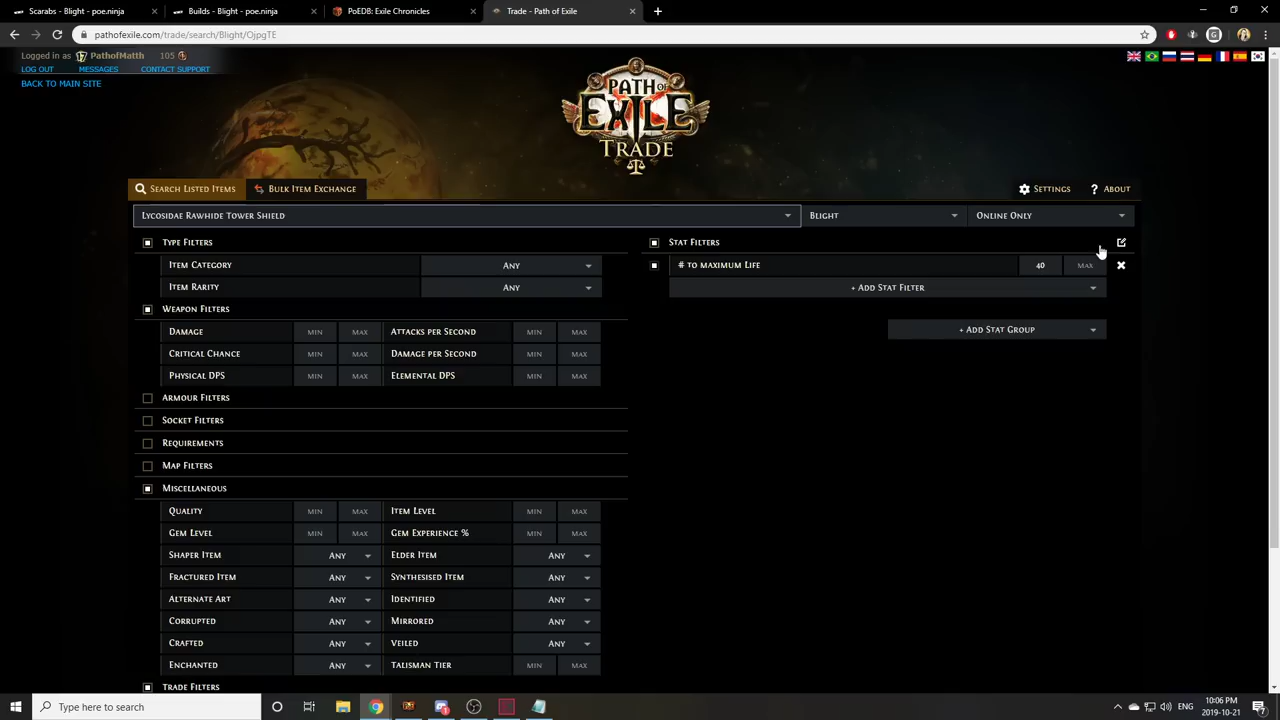 Scarabs - Blight - poe.ninja
Builds - Blight - poe.ninja
PoEDB: Exile Chronicles
Trade - Path of Exile
pathofexile.com/trade/search/Blight/OjpgTE
Logged in as PathofMatth 105
LOG OUT MESSAGES CONTACT SUPPORT
BACK TO MAIN SITE
PATH OF EXILE TRADE
Search Listed Items
Bulk Item Exchange
Settings
? About
Lycosidae Rawhide Tower Shield
Blight
Online Only
Type Filters
Item Category Any
Item Rarity Any
Weapon Filters
Damage MIN MAX Attacks per Second MIN MAX
Critical Chance MIN MAX Damage per Second MIN MAX
Physical DPS MIN MAX Elemental DPS MIN MAX
Armour Filters
Socket Filters
Requirements
Map Filters
Miscellaneous
Quality MIN MAX Item Level MIN MAX
Gem Level MIN MAX Gem Experience % MIN MAX
Shaper Item Any Elder Item Any
Fractured Item Any Synthesised Item Any
Alternate Art Any Identified Any
Corrupted Any Mirrored Any
Crafted Any Veiled Any
Enchanted Any Talisman Tier MIN MAX
Trade Filters
Stat Filters
# to maximum Life 40 MAX
+ Add Stat Filter
+ Add Stat Group
Type here to search
ENG
10:06 PM
2019-10-21